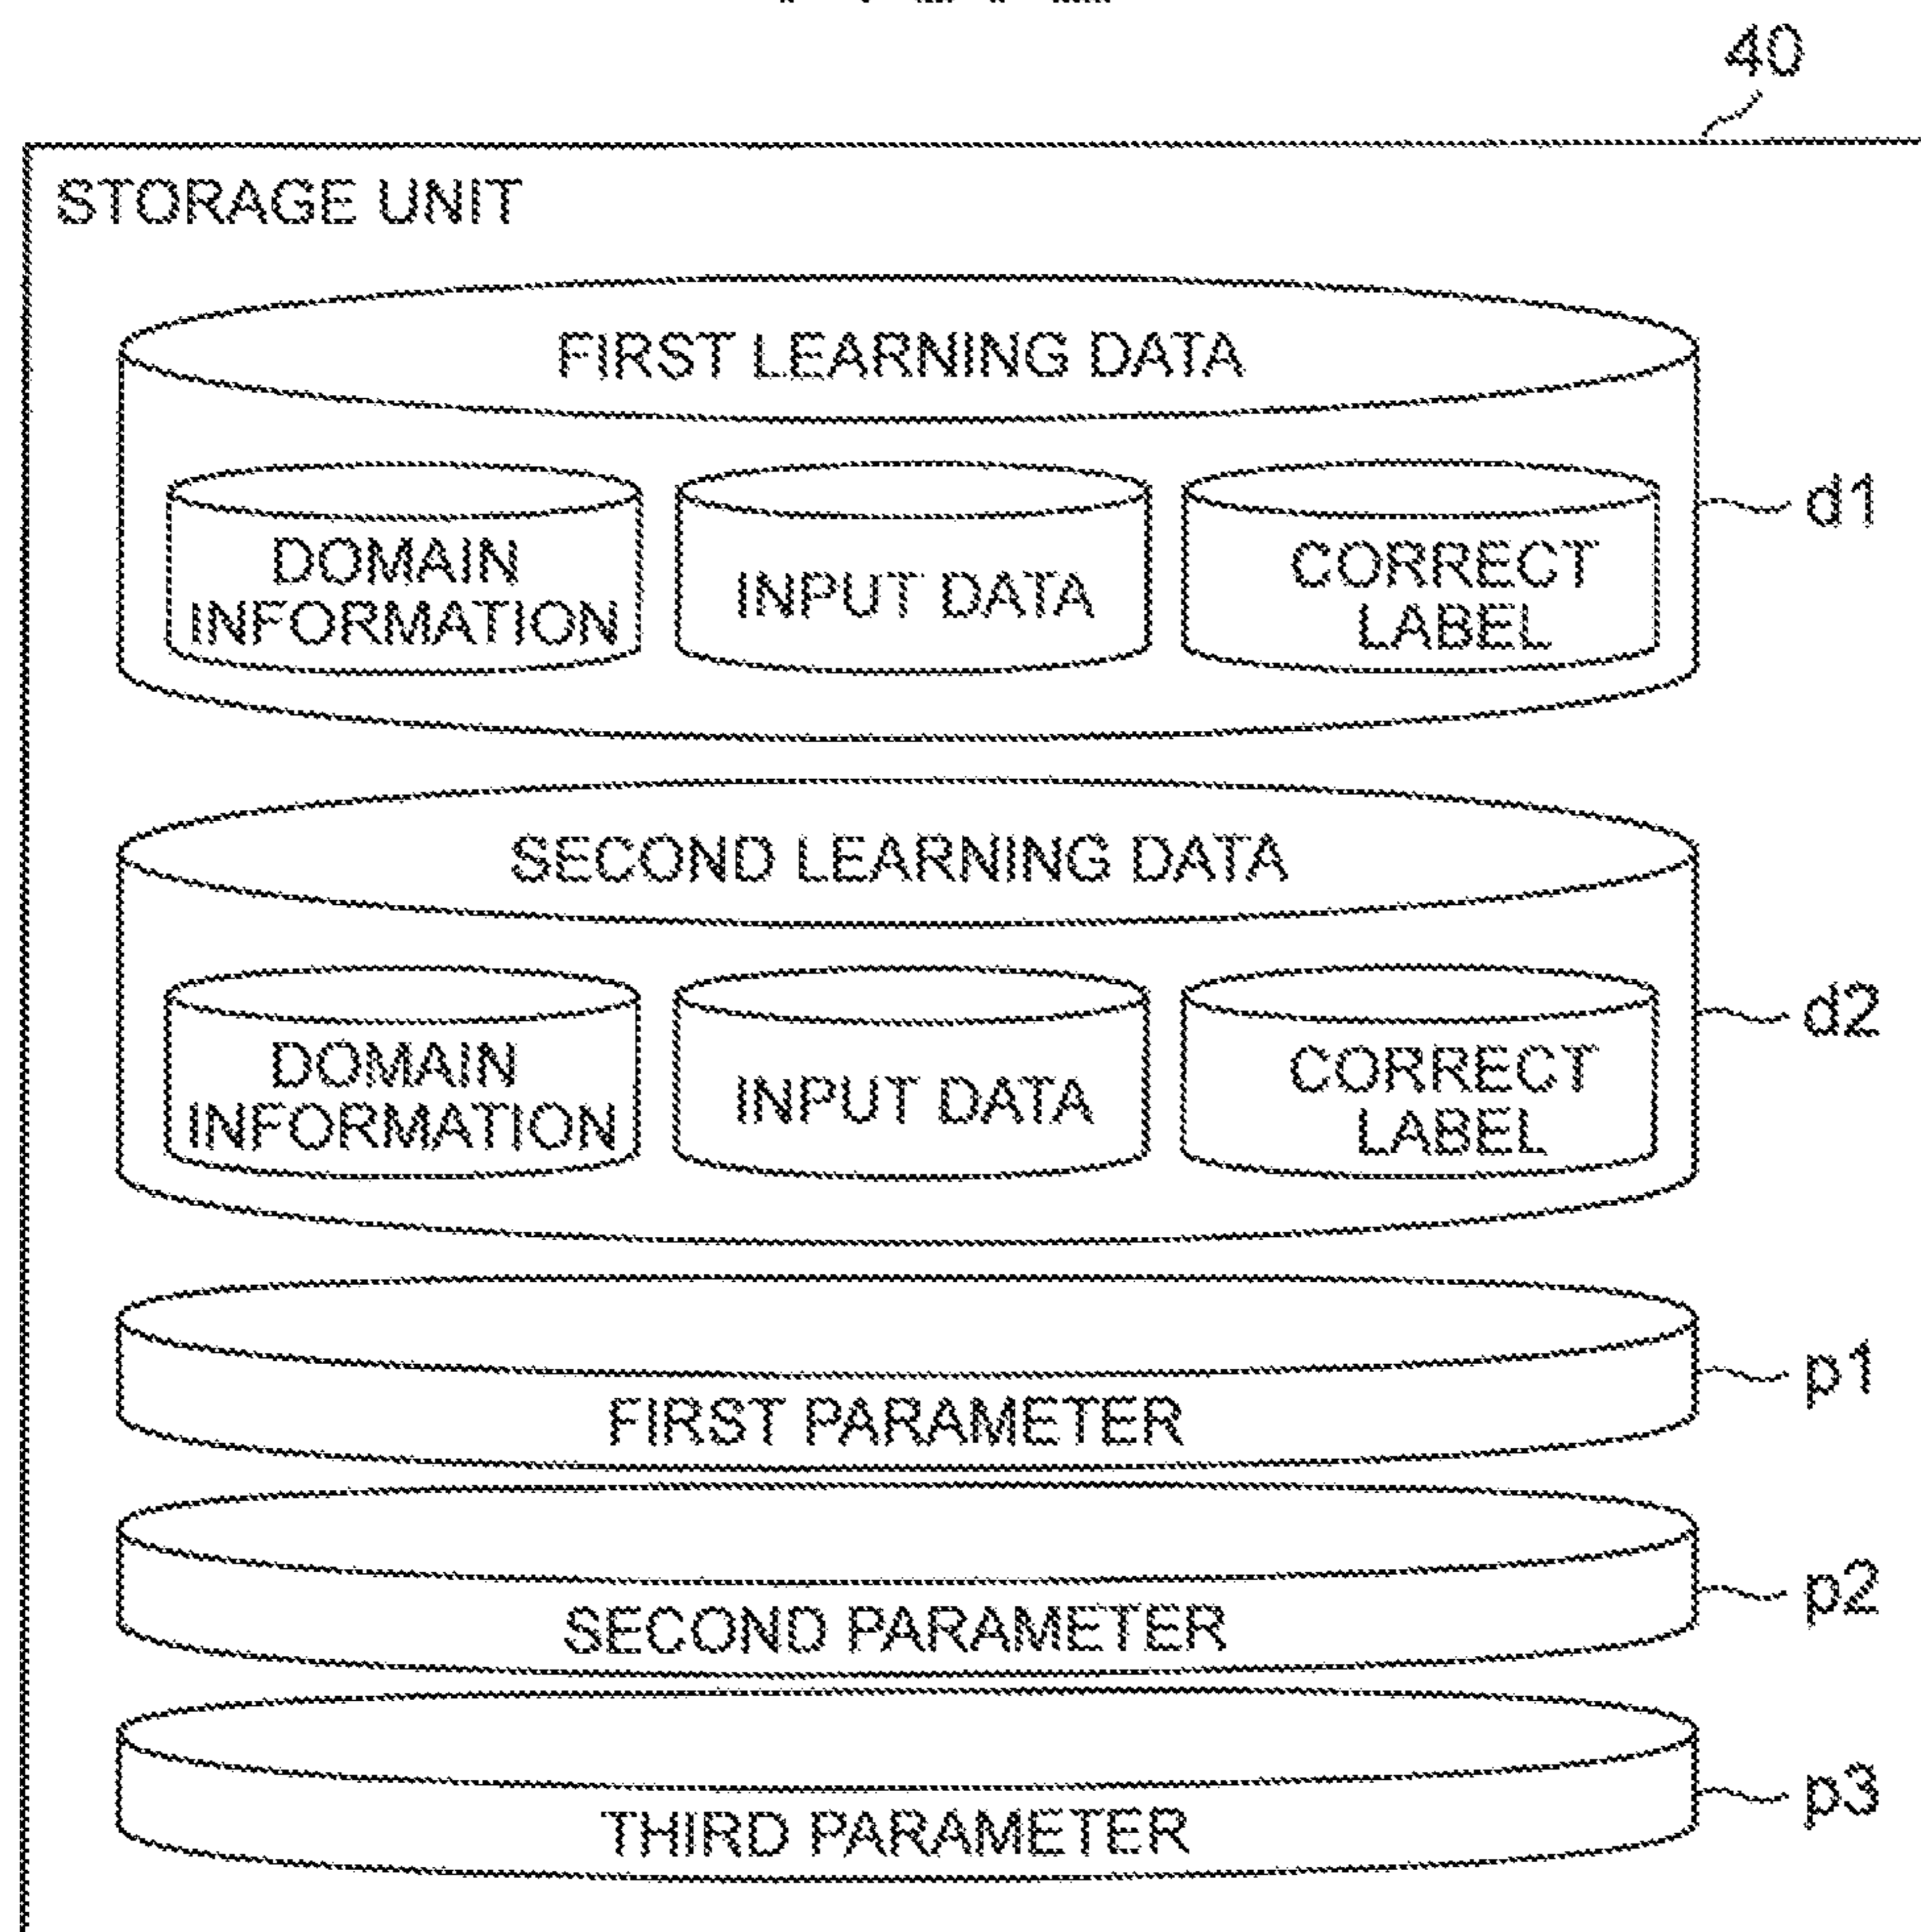 40
STORAGE UNIT
FIRST LEARNING DATA
DOMAIN
INFORMATION
INPUT DATA
CORRECT
LABEL
d1
SECOND LEARNING DATA
DOMAIN
INFORMATION
INPUT DATA
CORRECT
LABEL
d2
FIRST PARAMETER
p1
SECOND PARAMETER
p2
THIRD PARAMETER
p3